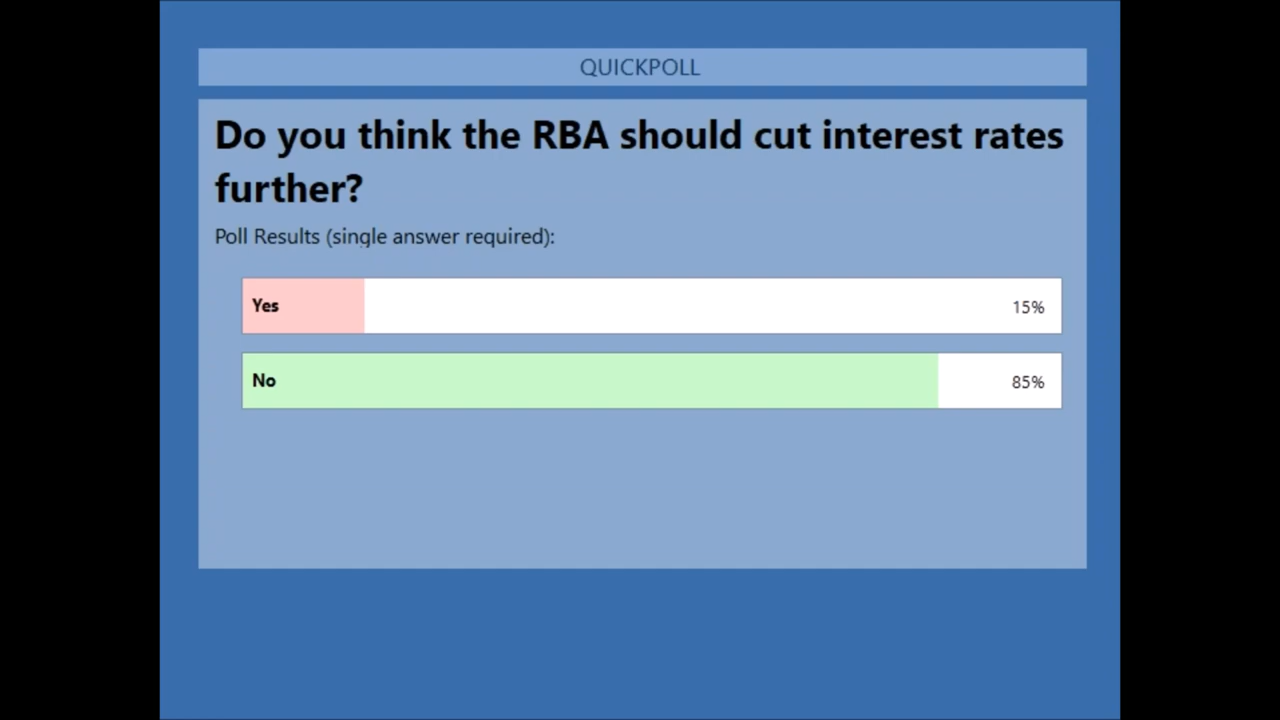 QUICKPOLL
Do you think the RBA should cut interest rates
further?
Poll Results (single answer required):
Yes 15%
No 85%